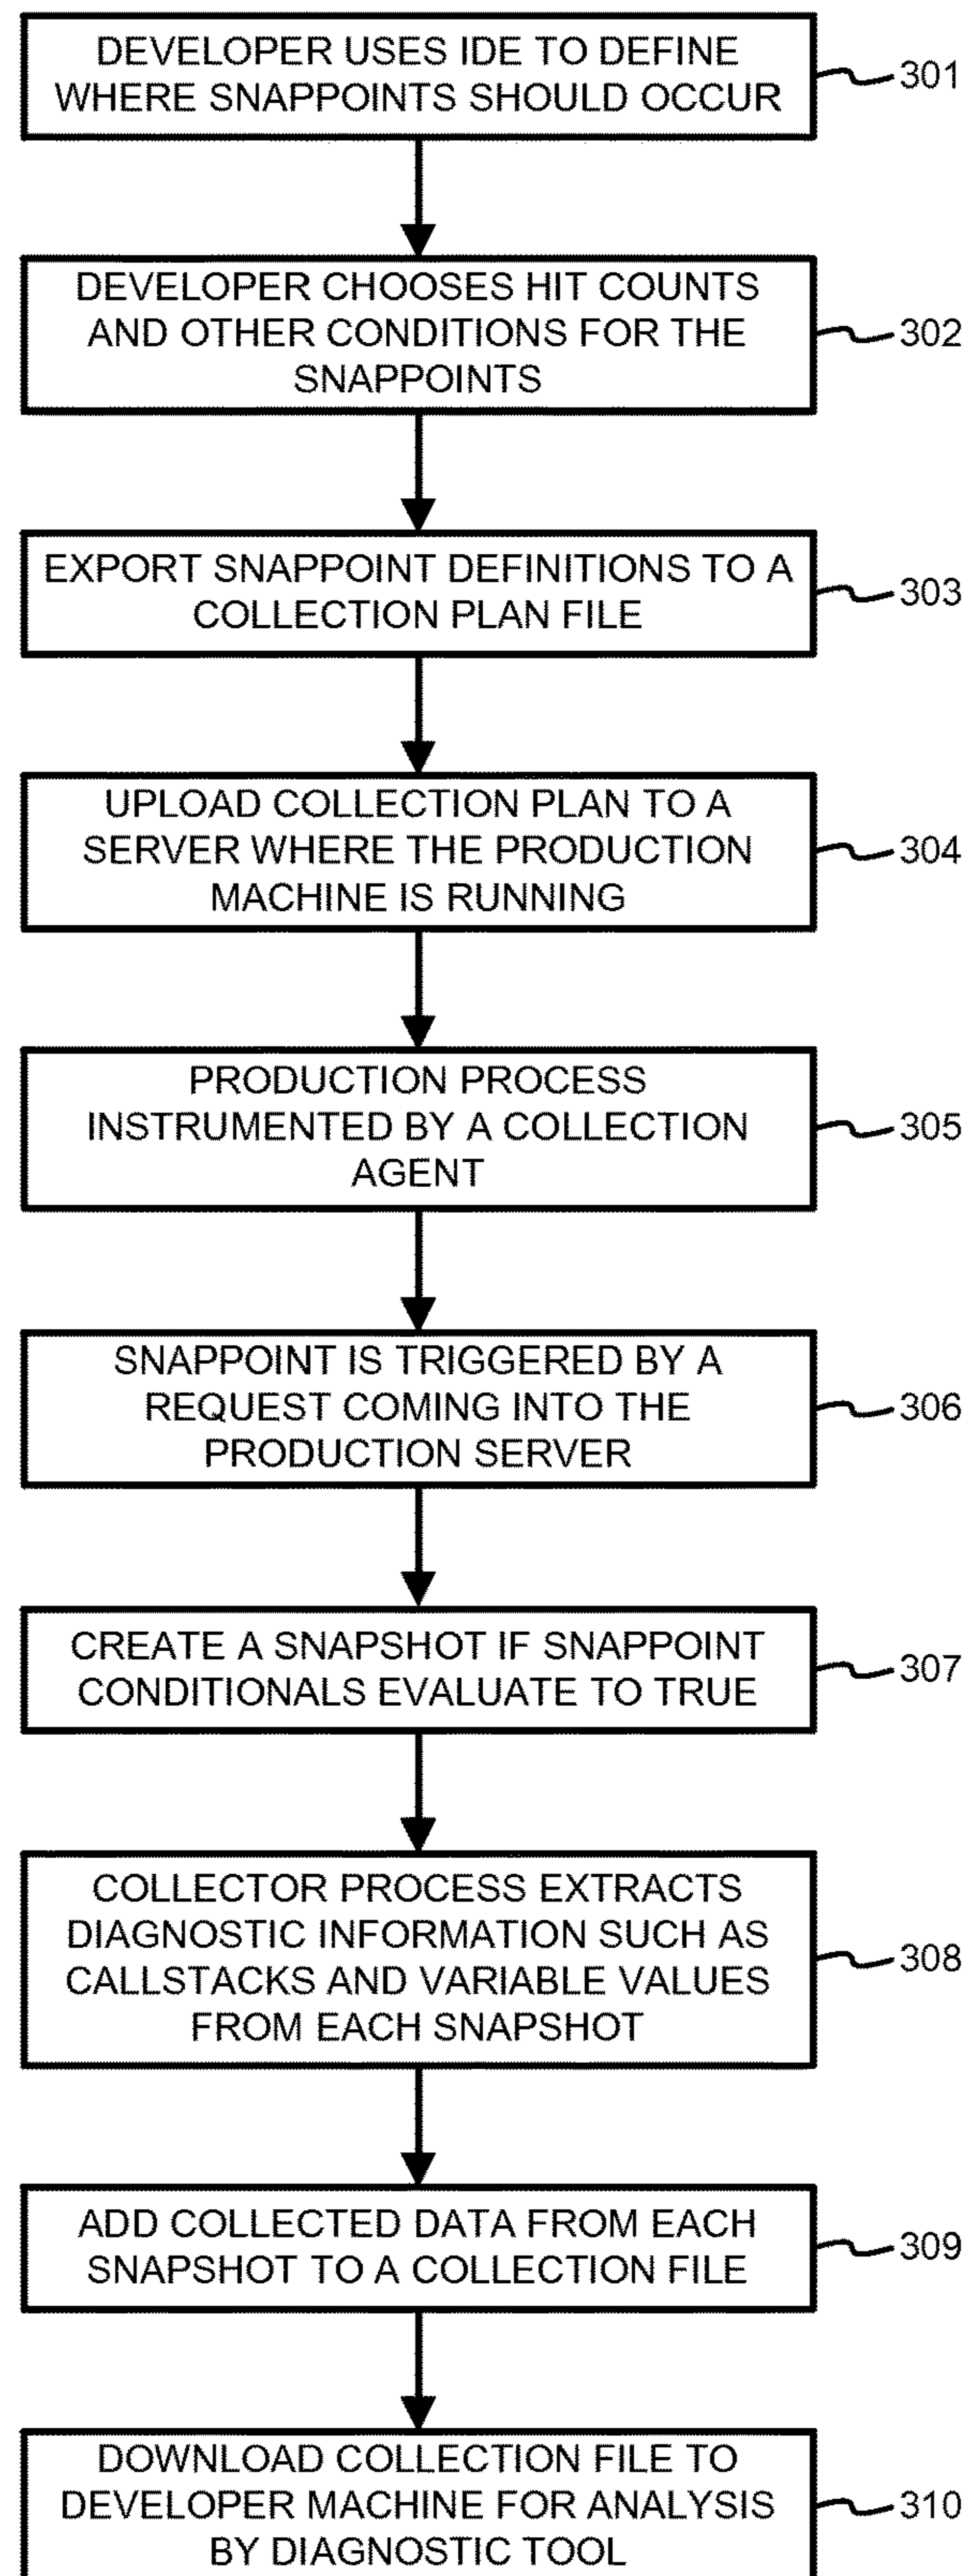 DEVELOPER USES IDE TO DEFINE
WHERE SNAPPOINTS SHOULD OCCUR
301
DEVELOPER CHOOSES HIT COUNTS
AND OTHER CONDITIONS FOR THE
SNAPPOINTS
302
EXPORT SNAPPOINT DEFINITIONS TO A
COLLECTION PLAN FILE
303
UPLOAD COLLECTION PLAN TO A
SERVER WHERE THE PRODUCTION
MACHINE IS RUNNING
304
PRODUCTION PROCESS
INSTRUMENTED BY A COLLECTION
AGENT
305
SNAPPOINT IS TRIGGERED BY A
REQUEST COMING INTO THE
PRODUCTION SERVER
306
CREATE A SNAPSHOT IF SNAPPOINT
CONDITIONALS EVALUATE TO TRUE
307
COLLECTOR PROCESS EXTRACTS
DIAGNOSTIC INFORMATION SUCH AS
CALLSTACKS AND VARIABLE VALUES
FROM EACH SNAPSHOT
308
ADD COLLECTED DATA FROM EACH
SNAPSHOT TO A COLLECTION FILE
309
DOWNLOAD COLLECTION FILE TO
DEVELOPER MACHINE FOR ANALYSIS
BY DIAGNOSTIC TOOL
310